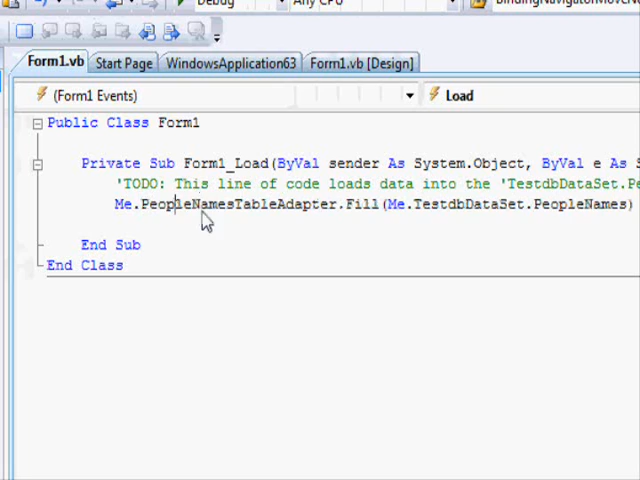 Debug Any CPU BindingNavigatorMoveNe
Form1.vb Start Page WindowsApplication63 Form1.vb [Design]
(Form1 Events) Load
Public Class Form1
Private Sub Form1_Load(ByVal sender As System.Object, ByVal e As S
'TODO: This line of code loads data into the 'TestdbDataSet.Pe
Me.PeopleNamesTableAdapter.Fill(Me.TestdbDataSet.PeopleNames)
End Sub
End Class